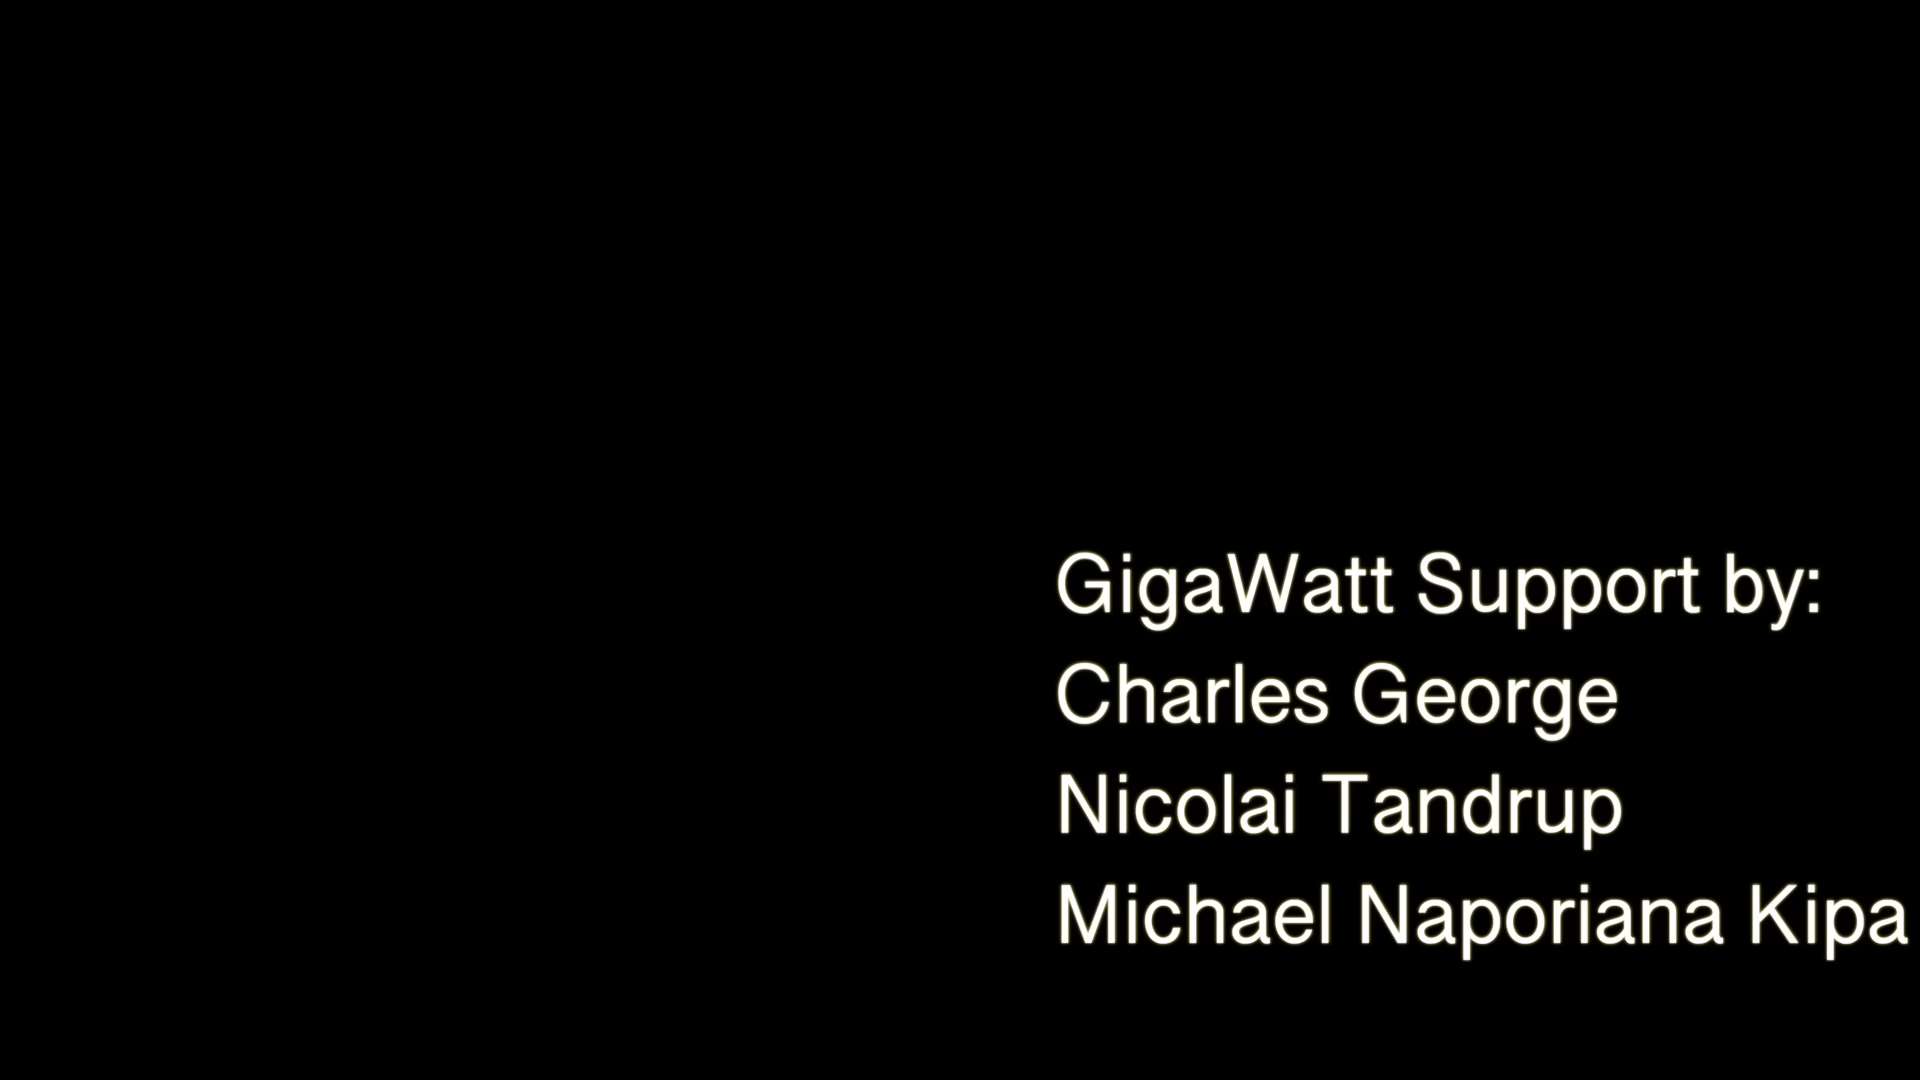 GigaWatt Support by:
Charles George
Nicolai Tandrup
Michael Naporiana Kipa